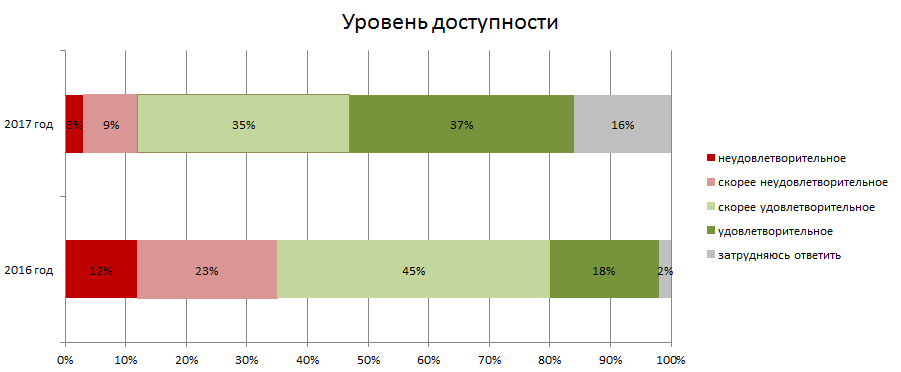 Уровень доступности
2017 год
3% 9% 35% 37% 16%
неудовлетворительное
скорее неудовлетворительное
скорее удовлетворительное
удовлетворительное
затрудняюсь ответить
2016 год
12% 23% 45% 18% 2%
0% 10% 20% 30% 40% 50% 60% 70% 80% 90% 100%